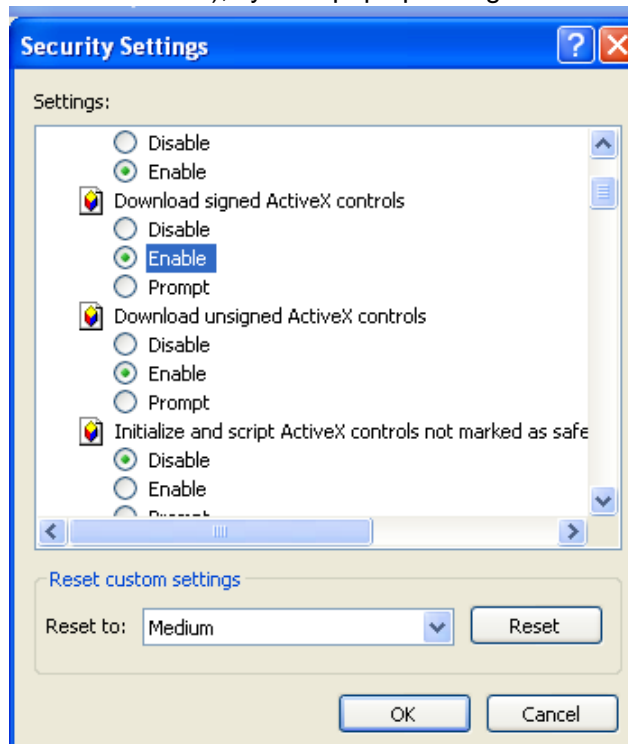 Security Settings
Settings:
Disable
Enable
Download signed ActiveX controls
Disable
Enable
Prompt
Download unsigned ActiveX controls
Disable
Enable
Prompt
Initialize and script ActiveX controls not marked as safe
Disable
Enable
Reset custom settings
Reset to: Medium Reset
OK Cancel